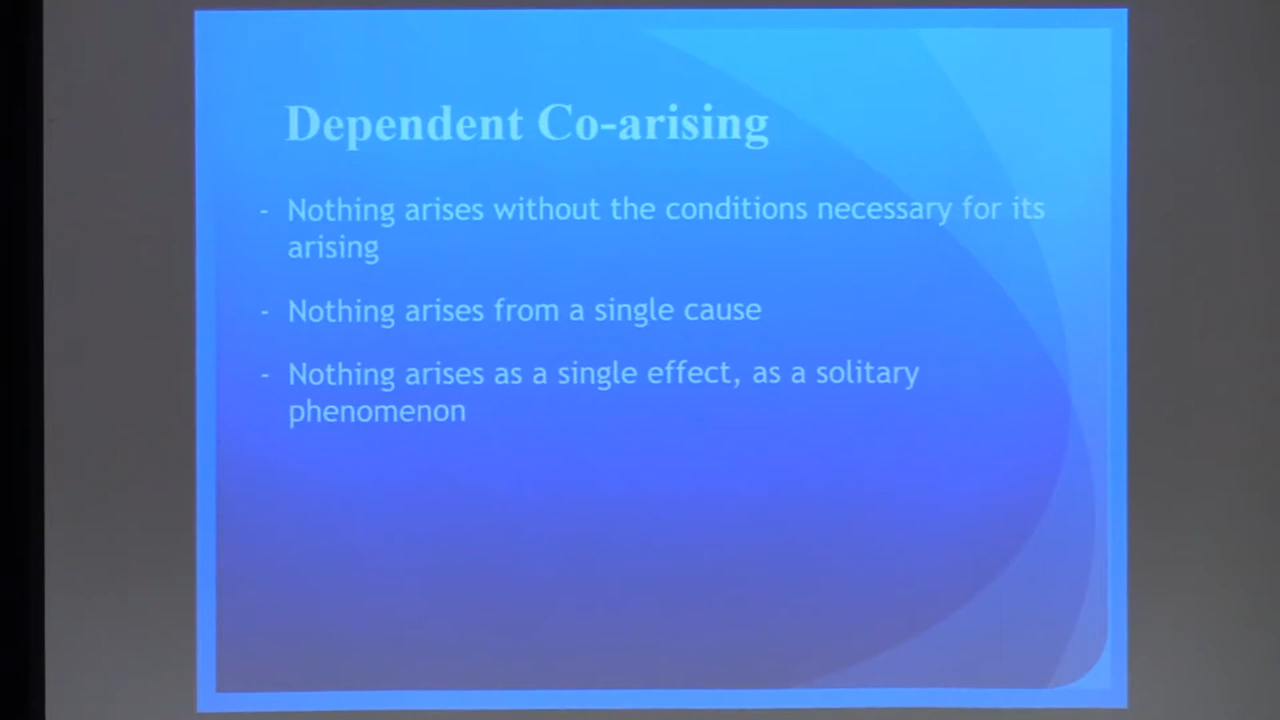 Dependent Co-arising
- Nothing arises without the conditions necessary for its
arising
- Nothing arises from a single cause
- Nothing arises as a single effect, as a solitary
phenomenon